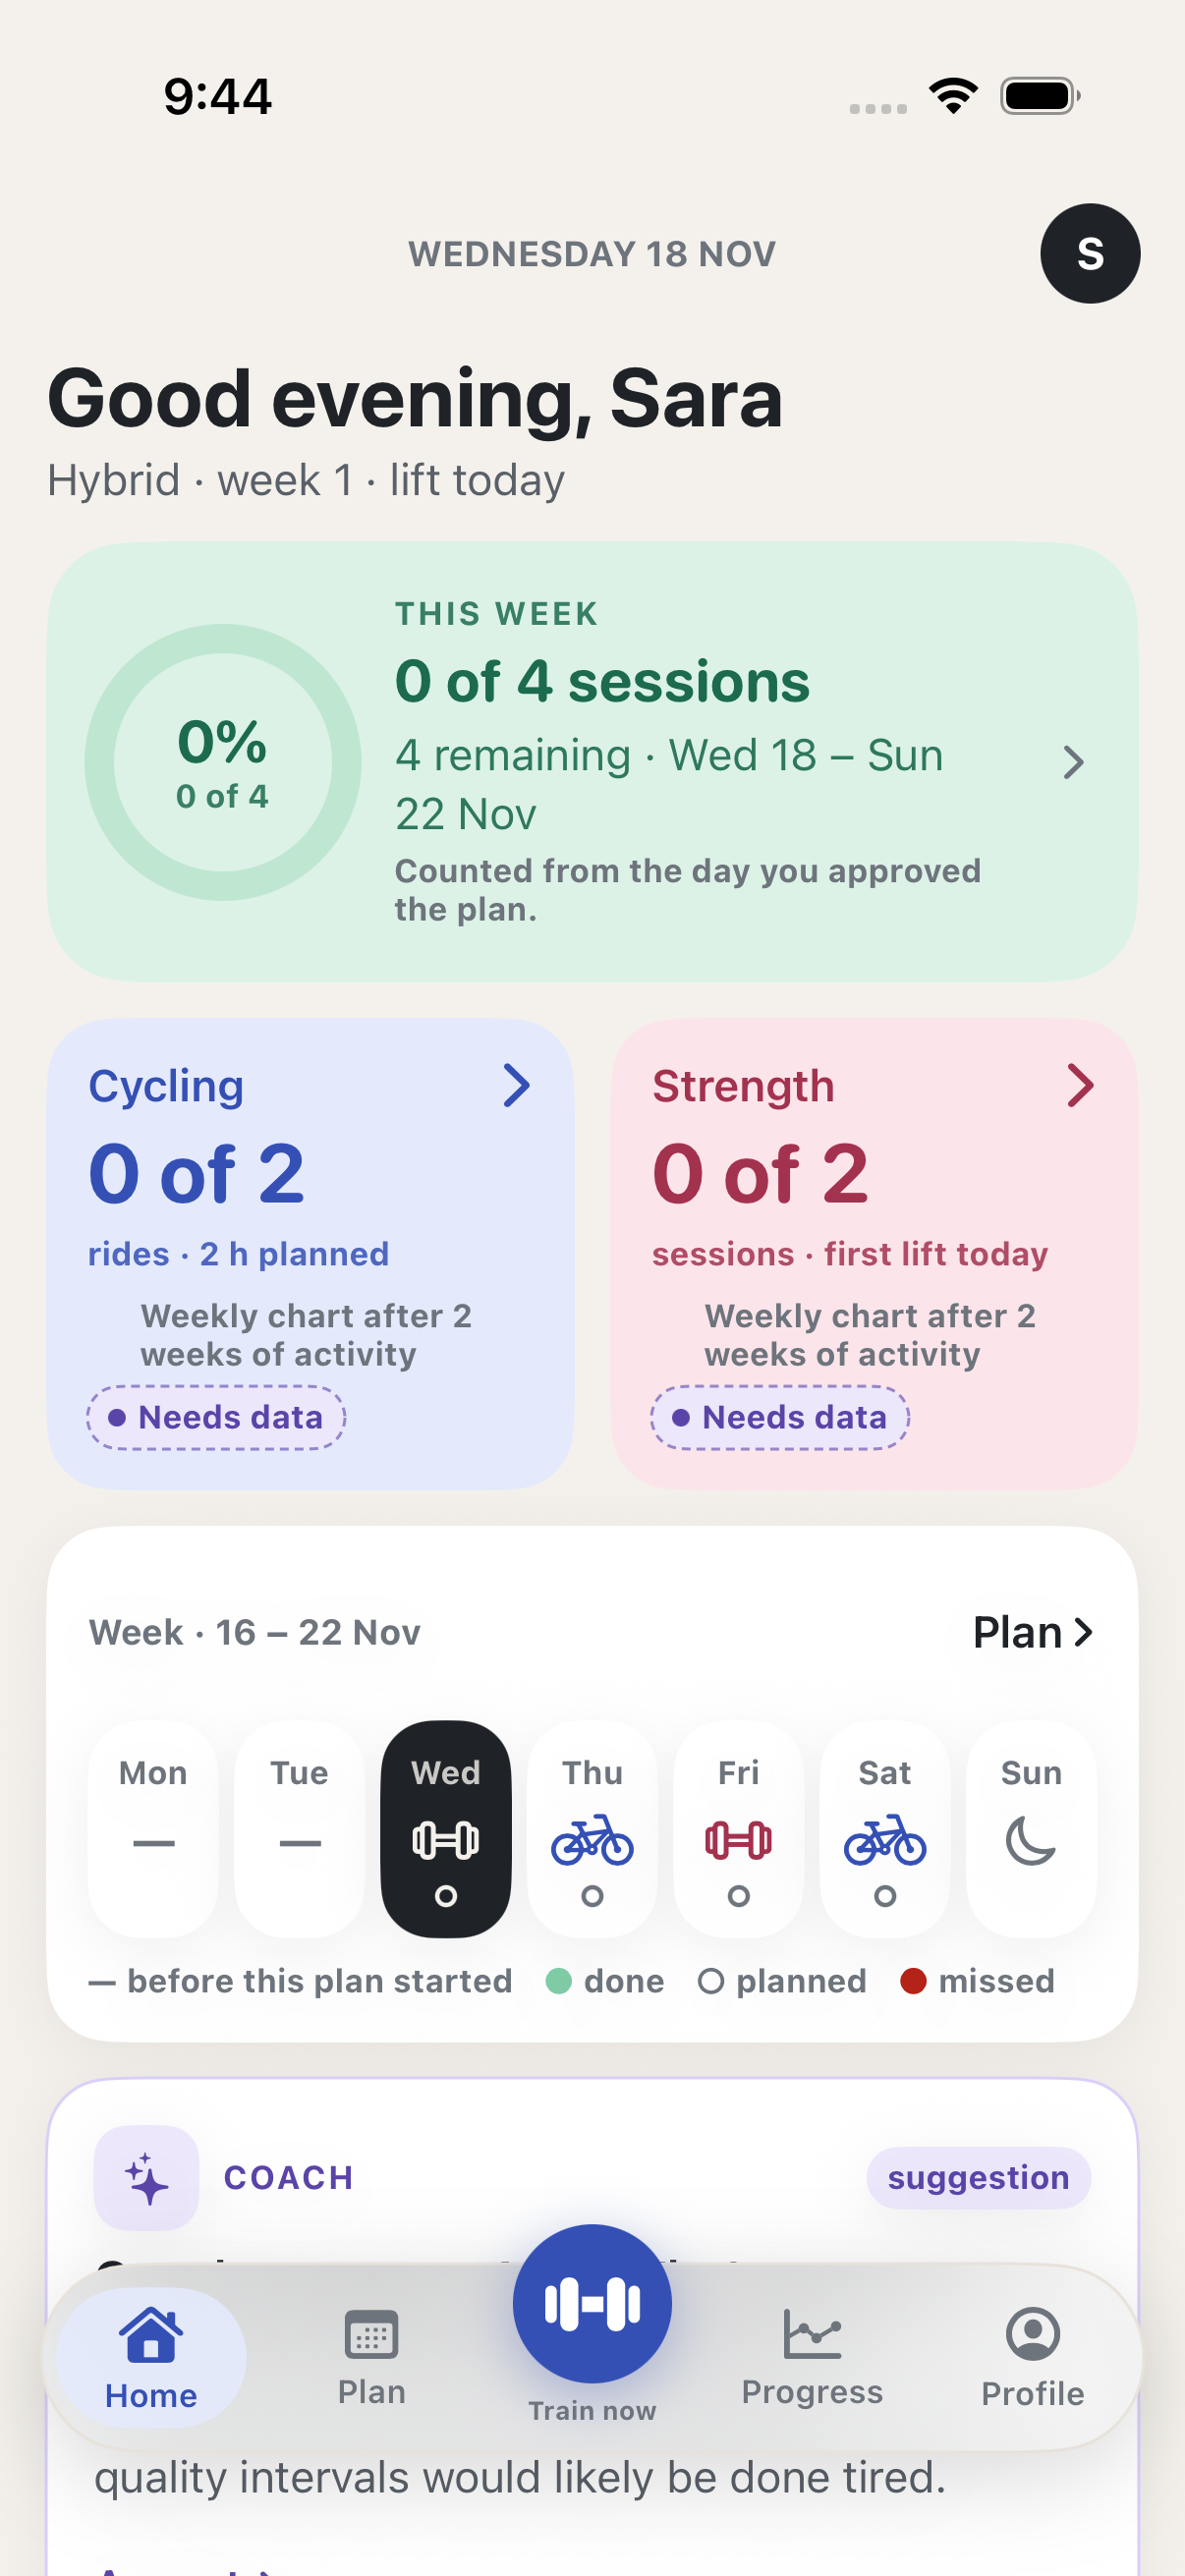 9:44
WEDNESDAY 18 NOV
S
Good evening, Sara
Hybrid · week 1 · lift today
THIS WEEK
0 of 4 sessions
0%
0 of 4
4 remaining · Wed 18 – Sun
22 Nov
Counted from the day you approved
the plan.
Cycling
0 of 2
rides · 2 h planned
Weekly chart after 2
weeks of activity
Needs data
Strength
0 of 2
sessions · first lift today
Weekly chart after 2
weeks of activity
Needs data
Week · 16 – 22 Nov
Plan
Mon Tue Wed Thu Fri Sat Sun
— before this plan started done planned missed
COACH
suggestion
Home
Plan
Train now
Progress
Profile
quality intervals would likely be done tired.